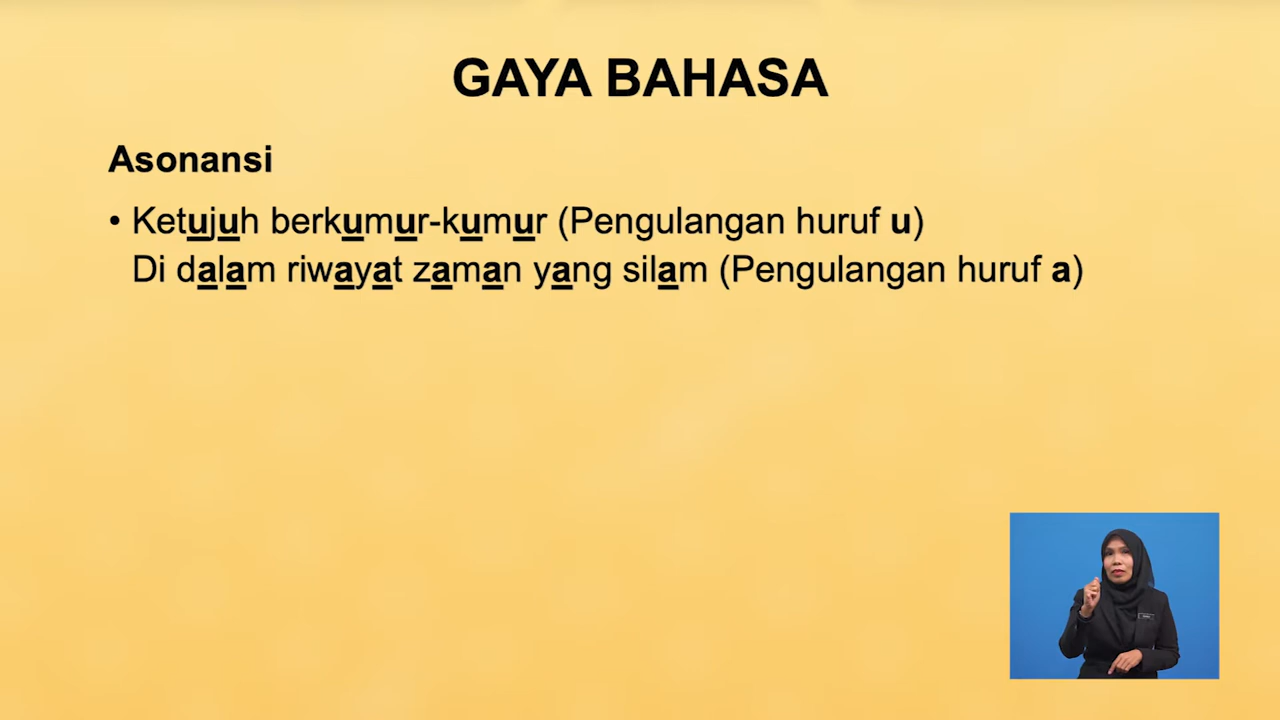 GAYA BAHASA
Asonansi
• Ketujuh berkumur-kumur (Pengulangan huruf u)
Di dalam riwayat zaman yang silam (Pengulangan huruf a)